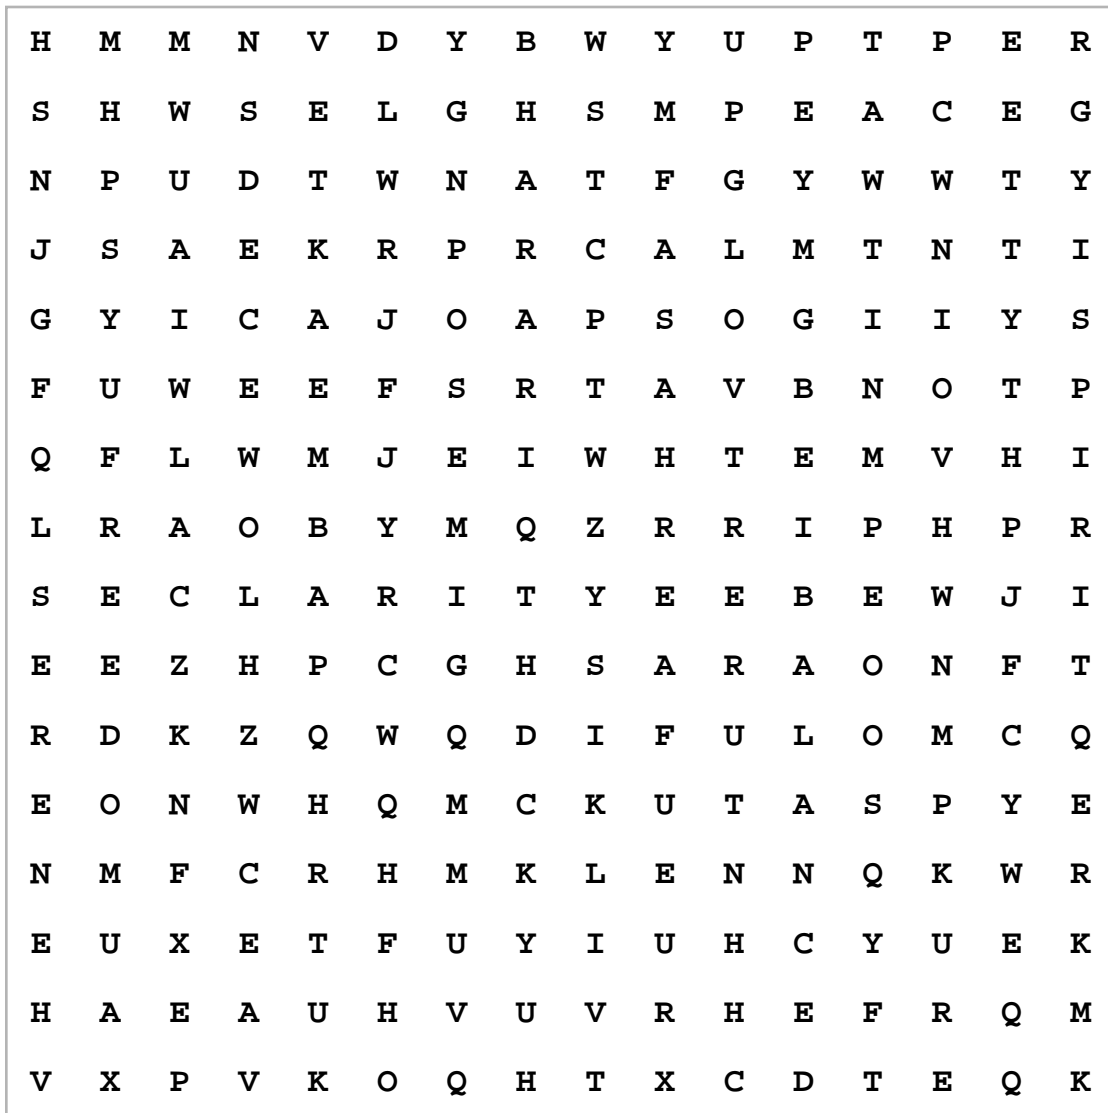 H M M N V D Y B W Y U P T P E R
S H W S E L G H S M P E A C E G
N P U D T W N A T F G Y W W T Y
J S A E K R P R C A L M T N T I
G Y I C A J O A P S O G I I Y S
F U W E E F S R T A V B N O T P
Q F L W M J E I W H T E M V H I
L R A O B Y M Q Z R R I P H P R
S E C L A R I T Y E E B E W J I
E E Z H P C G H S A R A O N F T
R D K Z Q W Q D I F U L O M C Q
E O N W H Q M C K U T A S P Y E
N M F C R H M K L E N N Q K W R
E U X E T F U Y I U H C Y U E K
H A E A U H V U V R H E F R Q M
V X P V K O Q H T X C D T E Q K